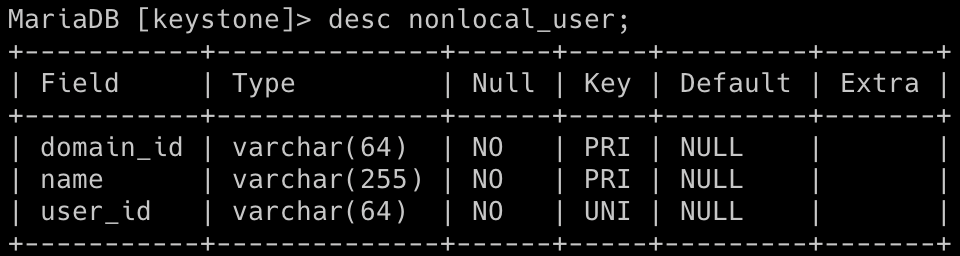 MariaDB [keystone]> desc nonlocal_user;
+-----------+--------------+------+-----+---------+-------+
| Field     | Type         | Null | Key | Default | Extra |
+-----------+--------------+------+-----+---------+-------+
| domain_id | varchar(64)  | NO   | PRI | NULL    |       |
| name      | varchar(255) | NO   | PRI | NULL    |       |
| user_id   | varchar(64)  | NO   | UNI | NULL    |       |
+-----------+--------------+------+-----+---------+-------+